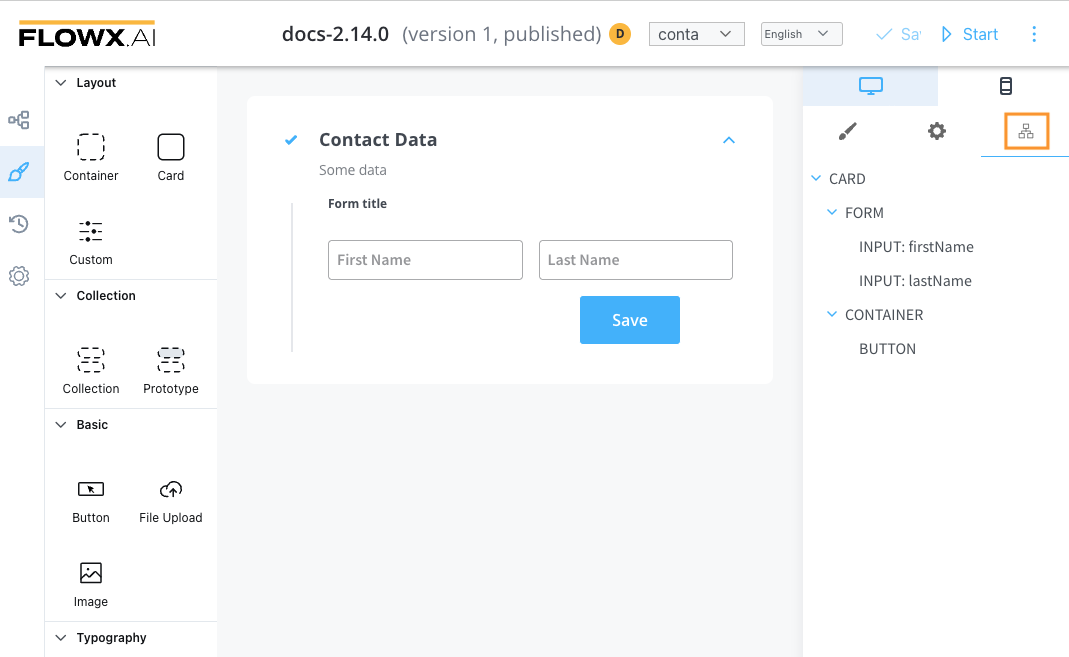 FLOWX.AI
docs-2.14.0 (version 1, published) D conta English Start
Layout
Container Card
Custom
Collection
Collection Prototype
Basic
Button File Upload
Image
Typography
Contact Data
Some data
Form title
First Name Last Name
Save
CARD
FORM
INPUT: firstName
INPUT: lastName
CONTAINER
BUTTON